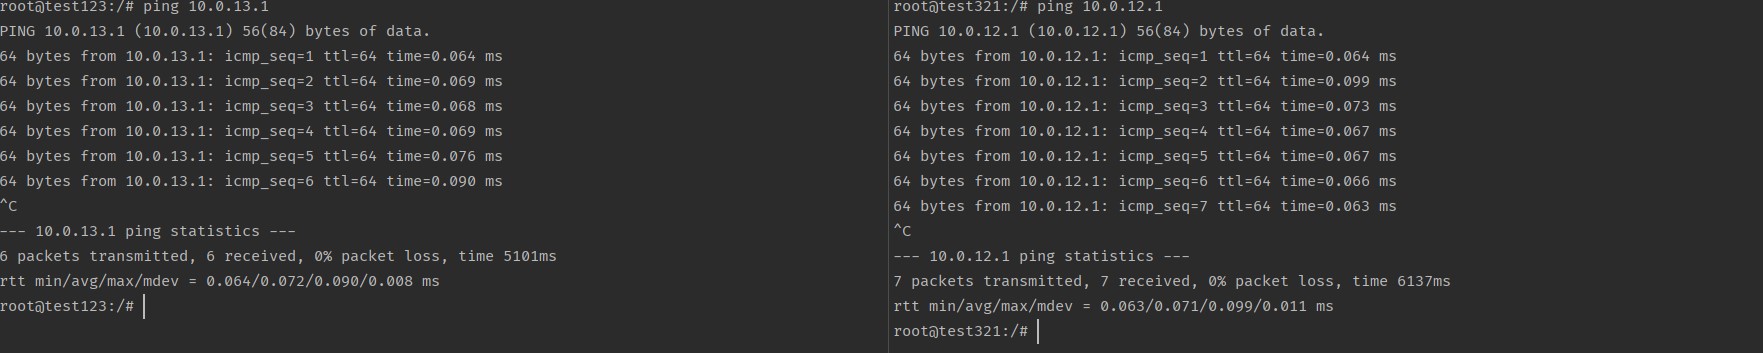 root@test123:/# ping 10.0.13.1
PING 10.0.13.1 (10.0.13.1) 56(84) bytes of data.
64 bytes from 10.0.13.1: icmp_seq=1 ttl=64 time=0.064 ms
64 bytes from 10.0.13.1: icmp_seq=2 ttl=64 time=0.069 ms
64 bytes from 10.0.13.1: icmp_seq=3 ttl=64 time=0.068 ms
64 bytes from 10.0.13.1: icmp_seq=4 ttl=64 time=0.069 ms
64 bytes from 10.0.13.1: icmp_seq=5 ttl=64 time=0.076 ms
64 bytes from 10.0.13.1: icmp_seq=6 ttl=64 time=0.090 ms
^C
--- 10.0.13.1 ping statistics ---
6 packets transmitted, 6 received, 0% packet loss, time 5101ms
rtt min/avg/max/mdev = 0.064/0.072/0.090/0.008 ms
root@test123:/#
root@test321:/# ping 10.0.12.1
PING 10.0.12.1 (10.0.12.1) 56(84) bytes of data.
64 bytes from 10.0.12.1: icmp_seq=1 ttl=64 time=0.064 ms
64 bytes from 10.0.12.1: icmp_seq=2 ttl=64 time=0.099 ms
64 bytes from 10.0.12.1: icmp_seq=3 ttl=64 time=0.073 ms
64 bytes from 10.0.12.1: icmp_seq=4 ttl=64 time=0.067 ms
64 bytes from 10.0.12.1: icmp_seq=5 ttl=64 time=0.067 ms
64 bytes from 10.0.12.1: icmp_seq=6 ttl=64 time=0.066 ms
64 bytes from 10.0.12.1: icmp_seq=7 ttl=64 time=0.063 ms
^C
--- 10.0.12.1 ping statistics ---
7 packets transmitted, 7 received, 0% packet loss, time 6137ms
rtt min/avg/max/mdev = 0.063/0.071/0.099/0.011 ms
root@test321:/#